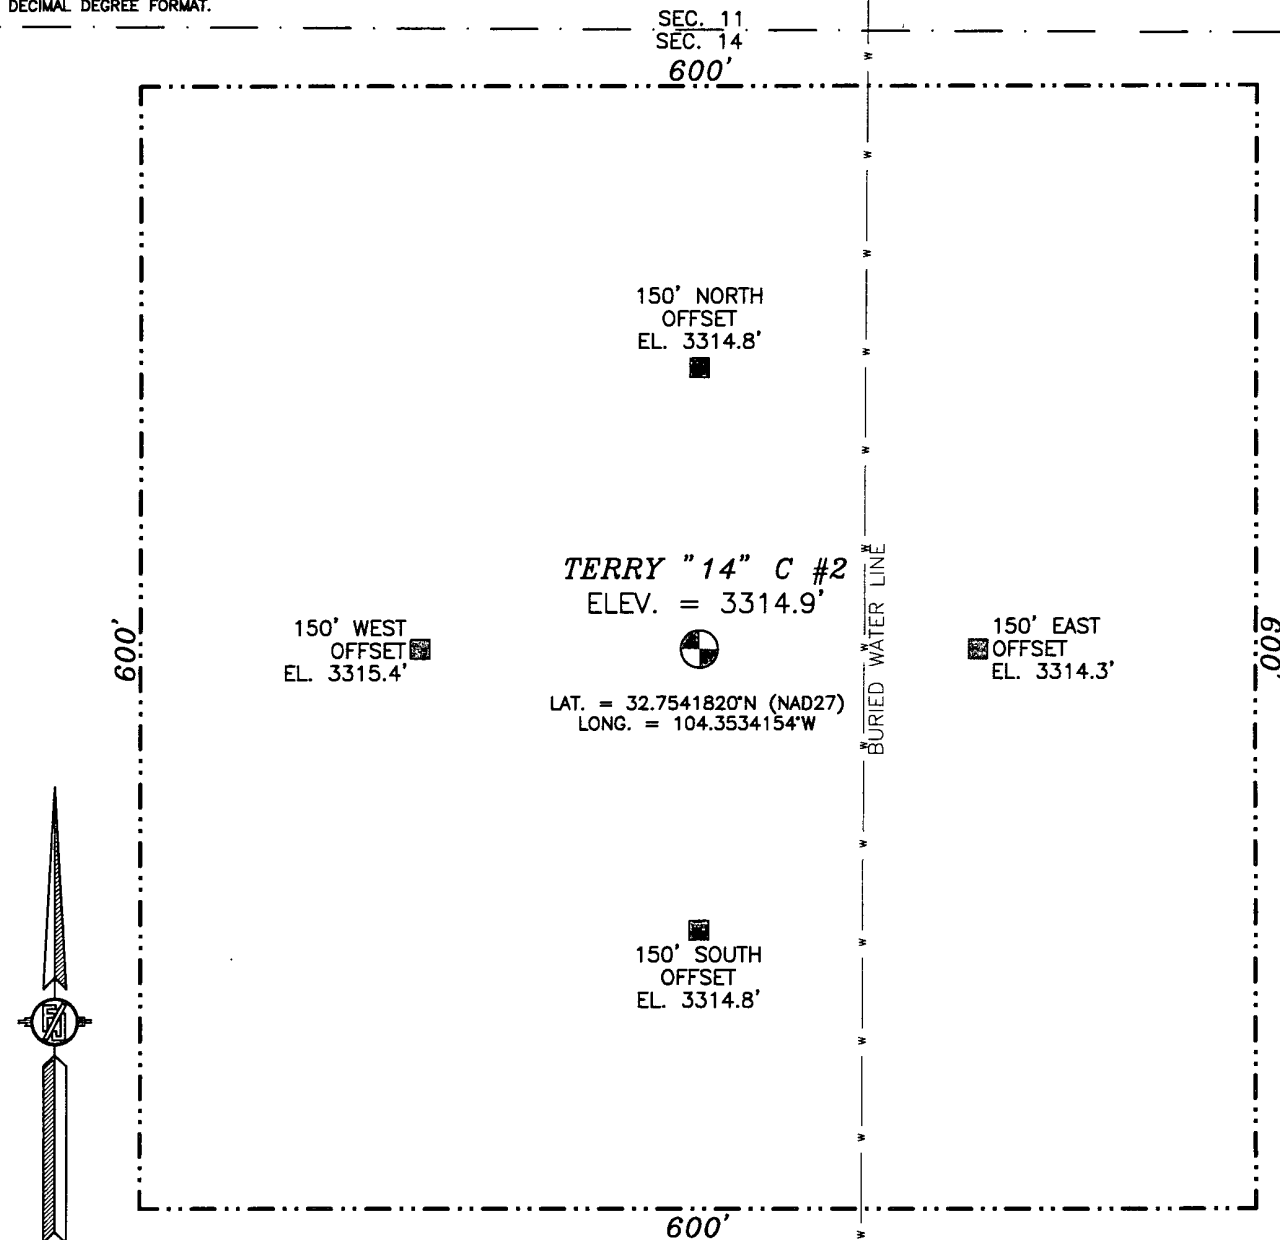 DECIMAL DEGREE FORMAT.
SEC. 11
SEC. 14
600'
150' NORTH
OFFSET
EL. 3314.8'
TERRY "14" C #2
ELEV. = 3314.9'
BURIED WATER LINE
600'
150' WEST
OFFSET
EL. 3315.4'
150' EAST
OFFSET
EL. 3314.3'
600'
LAT. = 32.7541820°N (NAD27)
LONG. = 104.3534154°W
150' SOUTH
OFFSET
EL. 3314.8'
600'
W
W
W
W
W
W
W
W
W
W
W
W
W